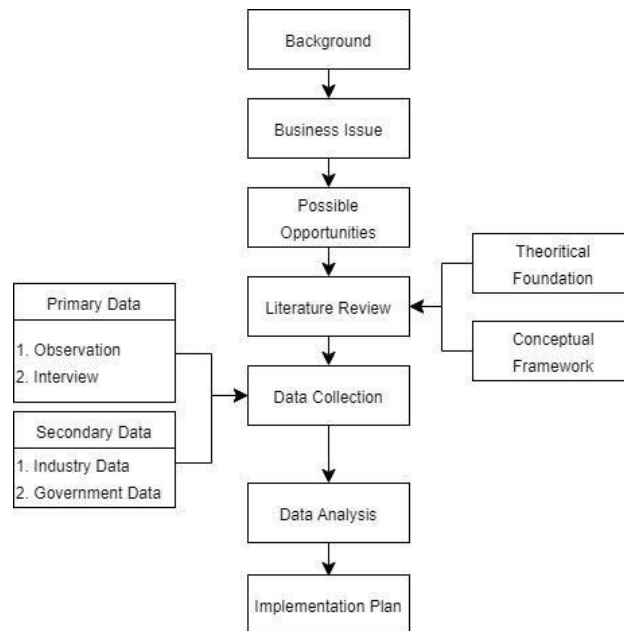 Background
Business Issue
Possible
Opportunities
Theoritical
Foundation
Literature Review
Conceptual
Framework
Primary Data
1. Observation
2. Interview
Data Collection
Secondary Data
1. Industry Data
2. Government Data
Data Analysis
Implementation Plan